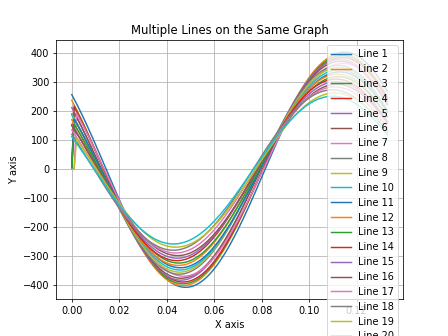 Multiple Lines on the Same Graph
Y axis
400
300
200
100
0
−100
−200
−300
−400
0.00
0.02
0.04
0.06
0.08
0.10
X axis
Line 1
Line 2
Line 3
Line 4
Line 5
Line 6
Line 7
Line 8
Line 9
Line 10
Line 11
Line 12
Line 13
Line 14
Line 15
Line 16
Line 17
Line 18
Line 19
Line 20